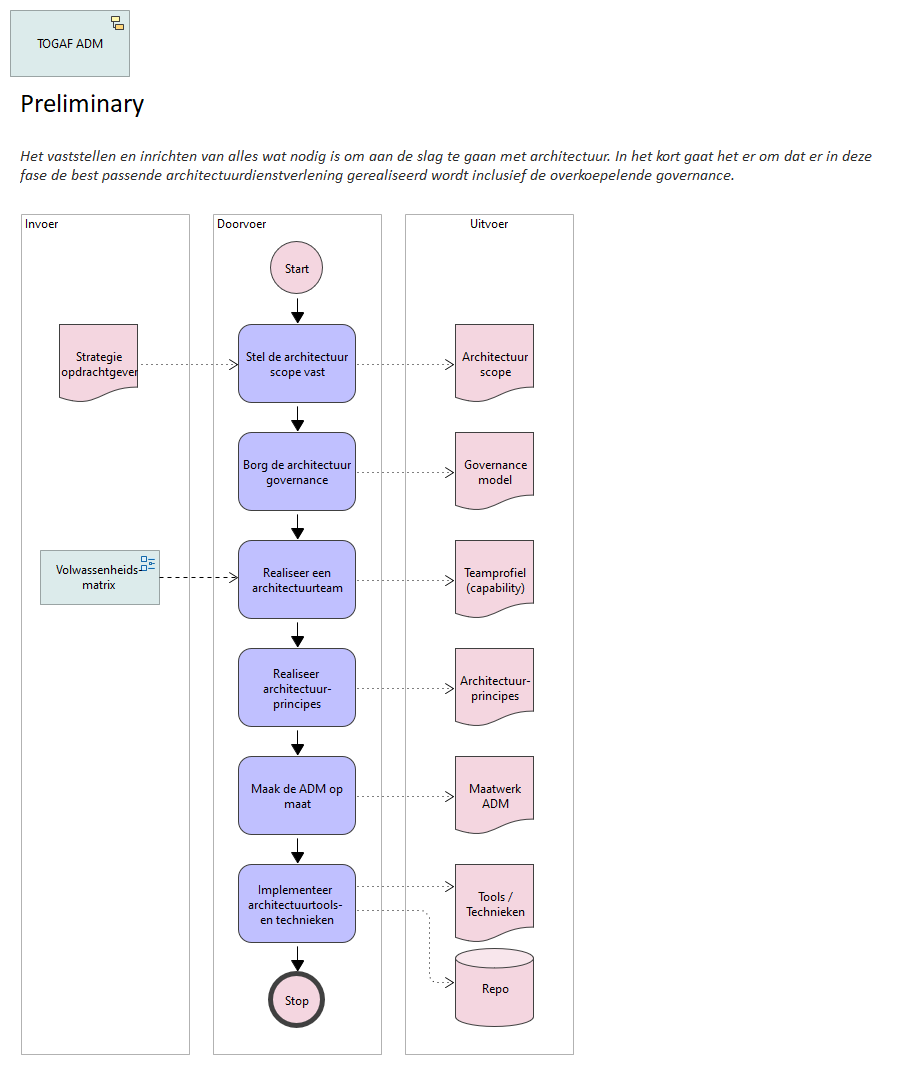 TOGAF ADM
Preliminary
Het vaststellen en inrichten van alles wat nodig is om aan de slag te gaan met architectuur. In het kort gaat het er om dat er in deze
fase de best passende architectuurdienstverlening gerealiseerd wordt inclusief de overkoepelende governance.
Invoer
Doorvoer
Uitvoer
Start
Strategie
opdrachtgever
Stel de architectuur
scope vast
Architectuur
scope
Borg de architectuur
governance
Governance
model
Volwassenheids-
matrix
Realiseer een
architectuurteam
Teamprofiel
(capability)
Realiseer
architectuur-
principes
Architectuur-
principes
Maak de ADM op
maat
Maatwerk
ADM
Implementeer
architectuurtools-
en technieken
Tools /
Technieken
Repo
Stop